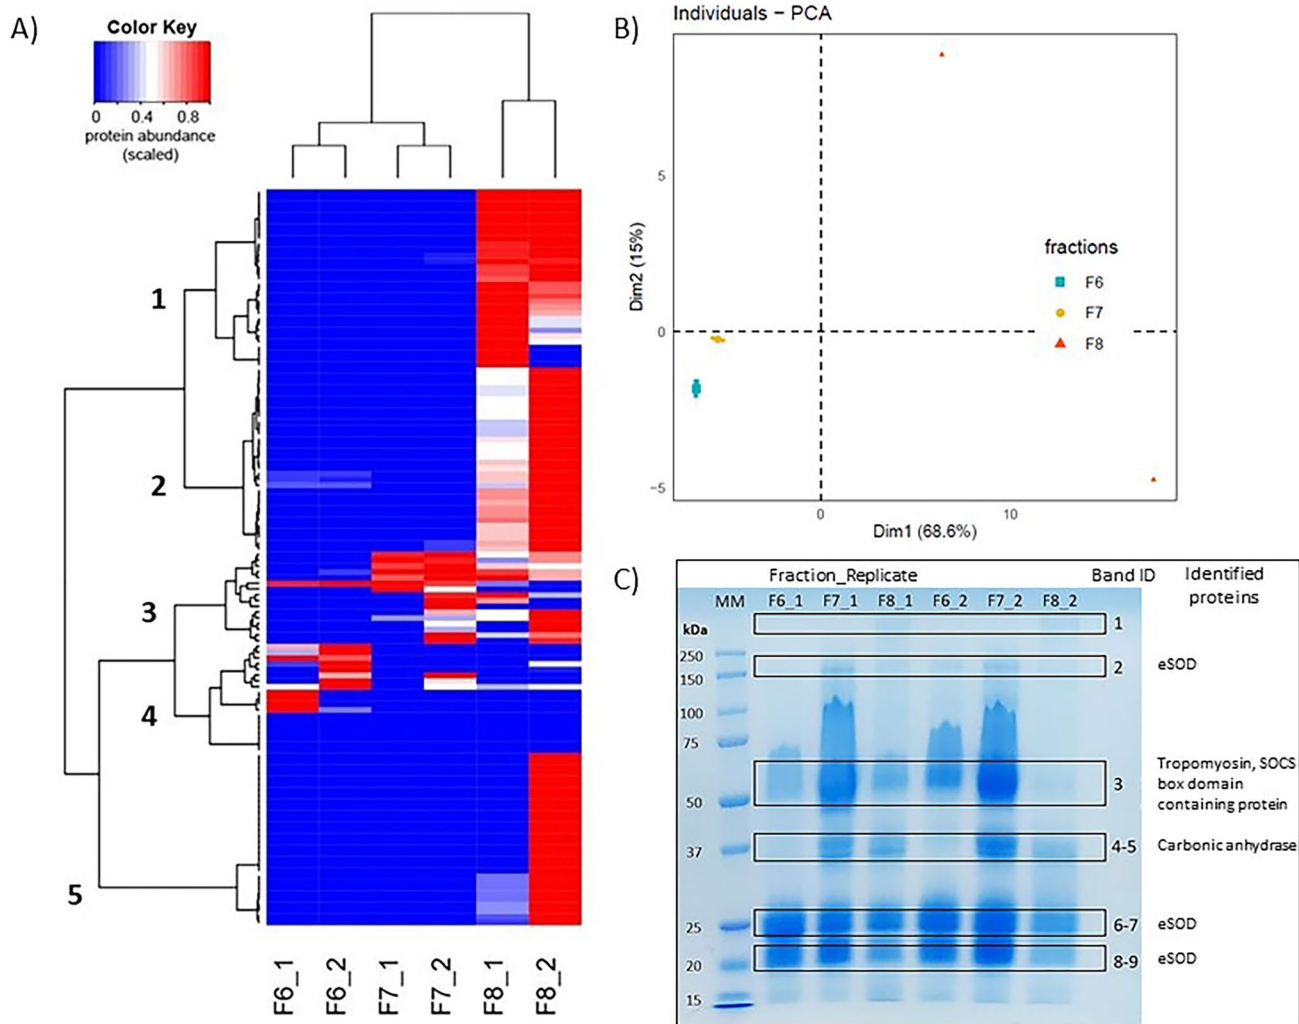 A)
Color Key
0 0.4 0.8
protein abundance
(scaled)
1
2
3
4
5
F6_1
F6_2
F7_1
F7_2
F8_1
F8_2
B)
Individuals − PCA
5
0
−5
Dim2 (15%)
0 10
Dim1 (68.6%)
fractions
F6
F7
F8
C)
Fraction_Replicate Band ID Identified
proteins
MM F6_1 F7_1 F8_1 F6_2 F7_2 F8_2
kDa
250
150
100
75
50
37
25
20
15
1
2 eSOD
Tropomyosin, SOCS
3 box domain
containing protein
4-5 Carbonic anhydrase
6-7 eSOD
8-9 eSOD